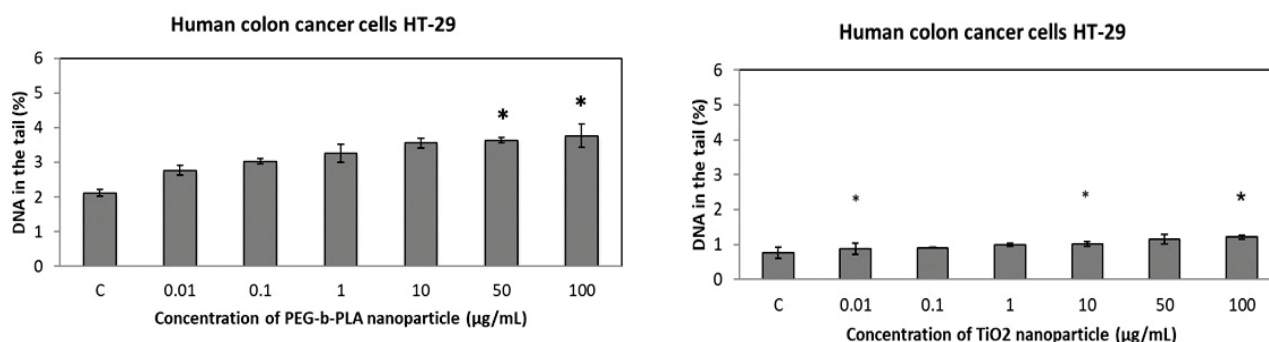 Human colon cancer cells HT-29
DNA in the tail (%)
6
5
4
3
2
1
0
*
*
C 0.01 0.1 1 10 50 100
Concentration of PEG-b-PLA nanoparticle (µg/mL)
Human colon cancer cells HT-29
DNA in the tail (%)
6
5
4
3
2
1
0
*
*
*
C 0.01 0.1 1 10 50 100
Concentration of TiO2 nanoparticle (µg/mL)